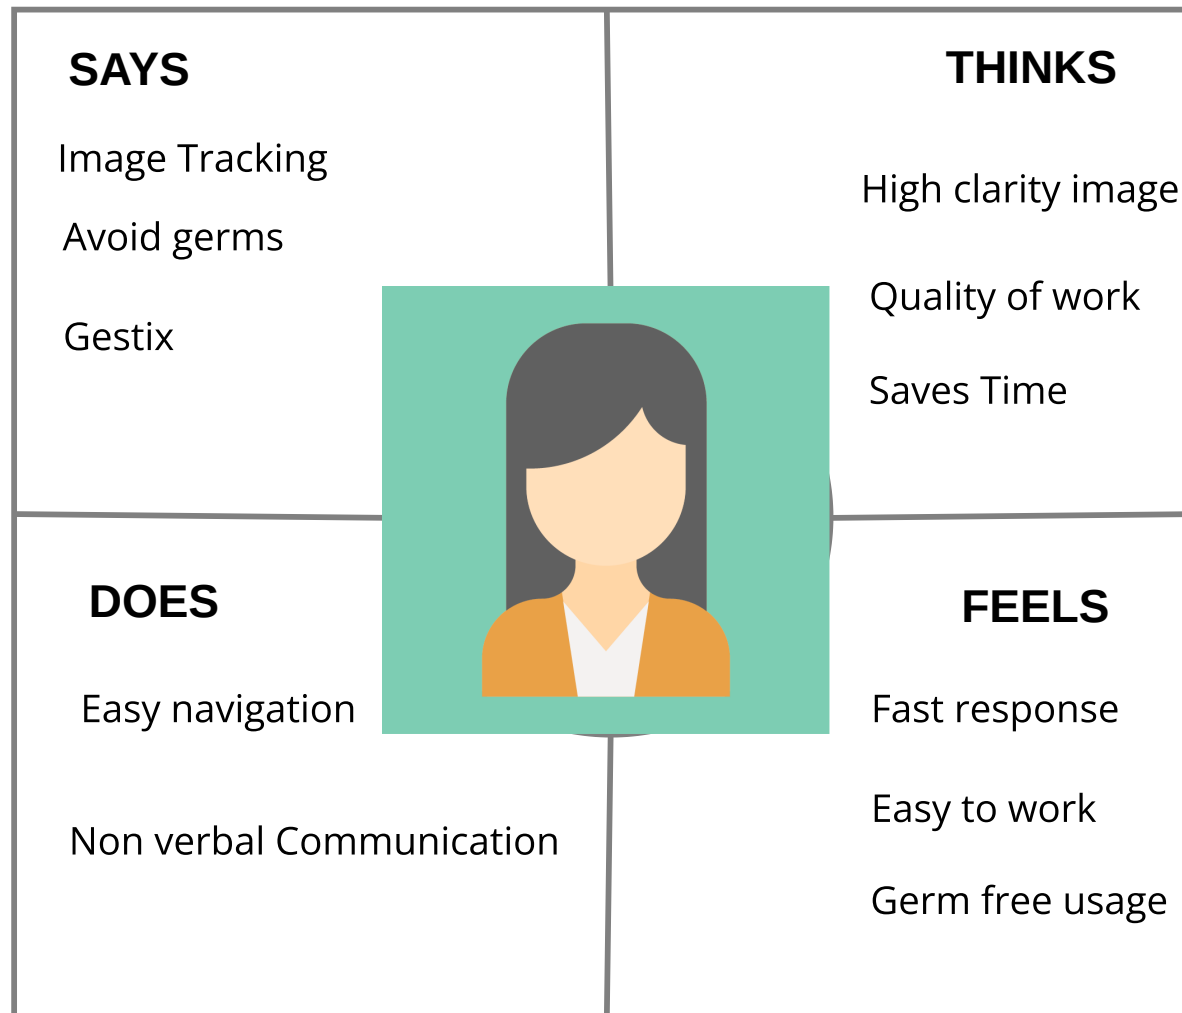 SAYS
Image Tracking
Avoid germs
Gestix
THINKS
High clarity image
Quality of work
Saves Time
DOES
Easy navigation
Non verbal Communication
FEELS
Fast response
Easy to work
Germ free usage